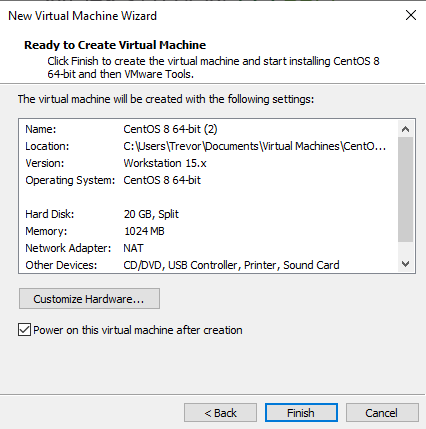 New Virtual Machine Wizard
Ready to Create Virtual Machine
Click Finish to create the virtual machine and start installing CentOS 8
64-bit and then VMware Tools.
The virtual machine will be created with the following settings:
Name: CentOS 8 64-bit (2)
Location: C:\Users\Trevor\Documents\Virtual Machines\CentO...
Version: Workstation 15.x
Operating System: CentOS 8 64-bit
Hard Disk: 20 GB, Split
Memory: 1024 MB
Network Adapter: NAT
Other Devices: CD/DVD, USB Controller, Printer, Sound Card
Customize Hardware...
Power on this virtual machine after creation
< Back Finish Cancel